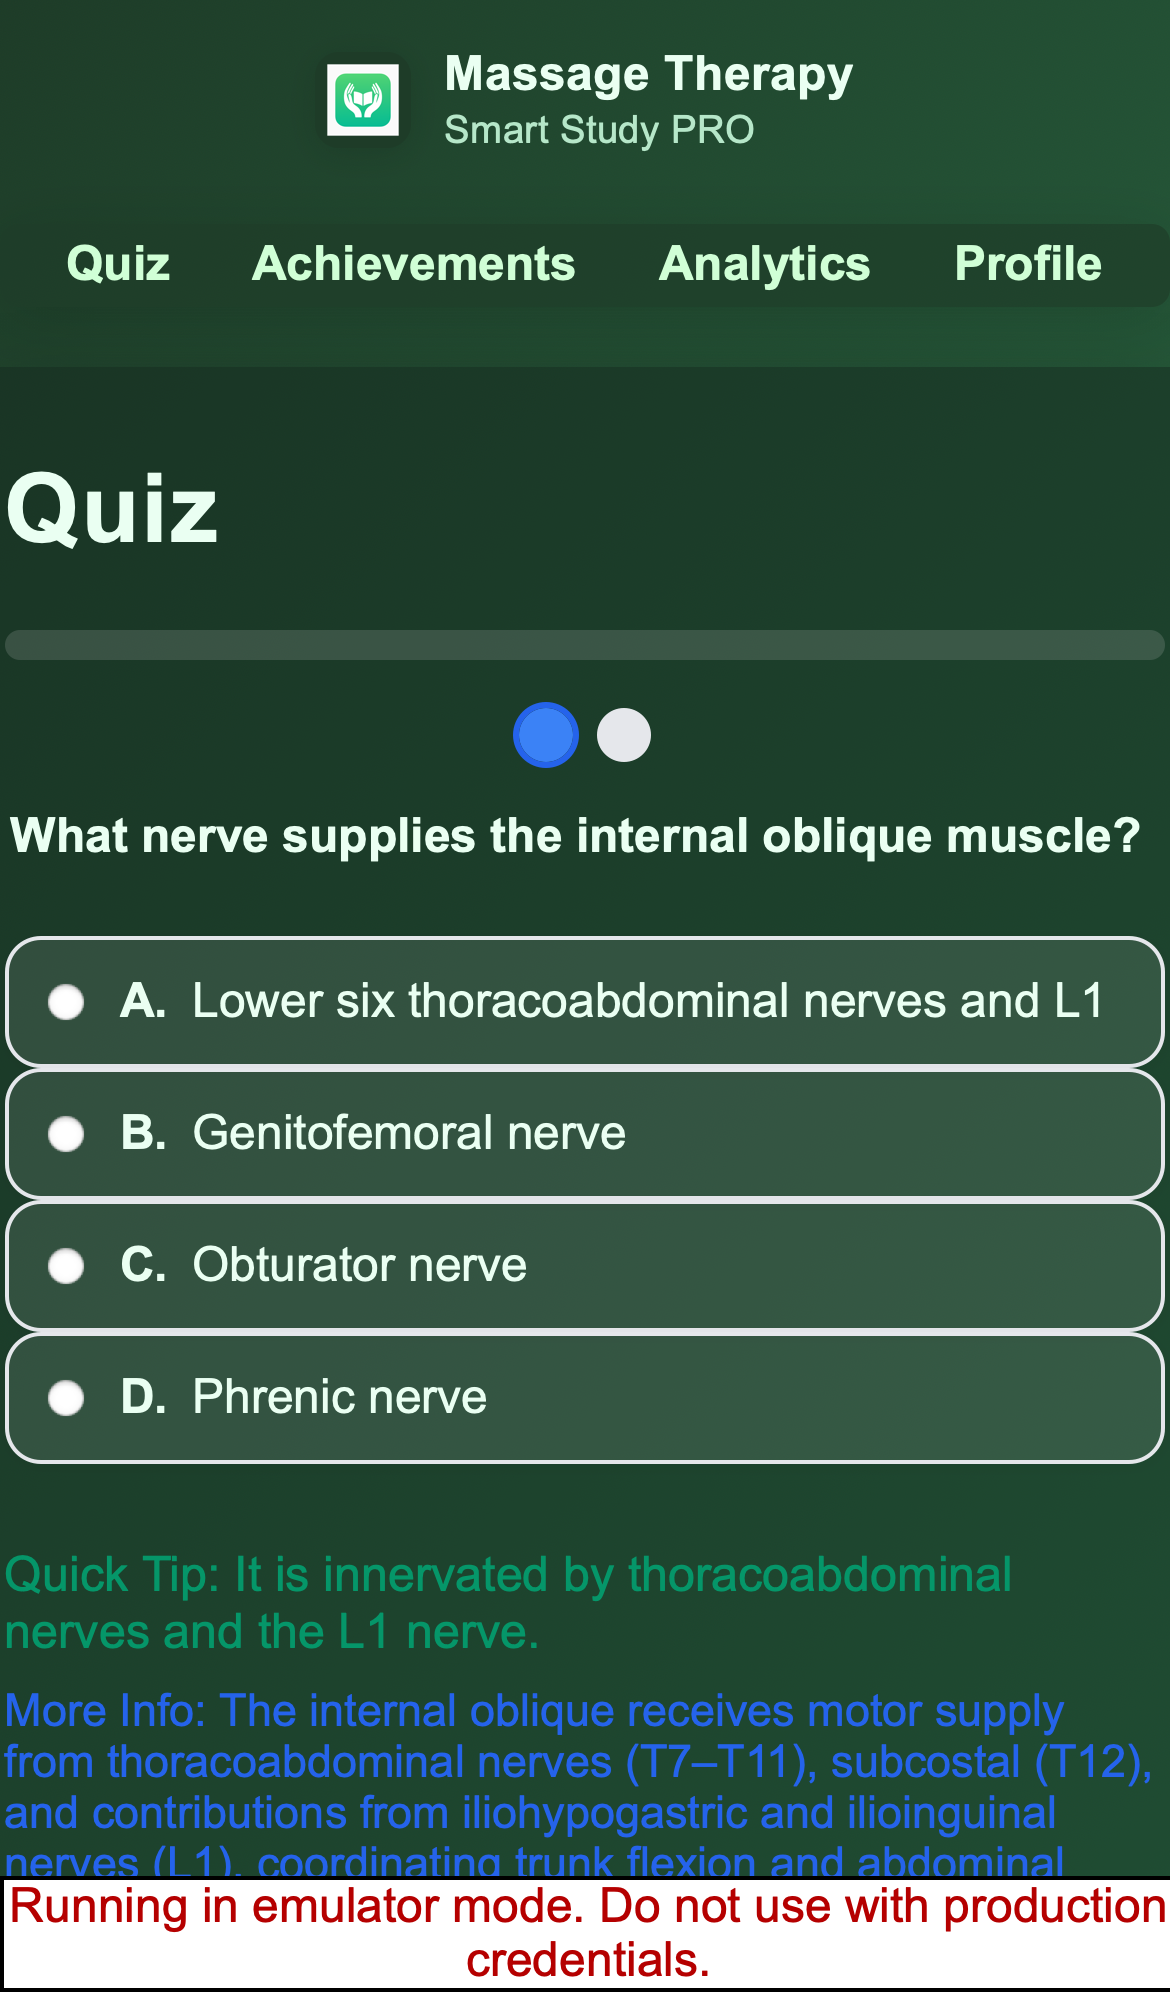 Massage Therapy
Smart Study PRO
Quiz Achievements Analytics Profile
Quiz
What nerve supplies the internal oblique muscle?
A. Lower six thoracoabdominal nerves and L1
B. Genitofemoral nerve
C. Obturator nerve
D. Phrenic nerve
Quick Tip: It is innervated by thoracoabdominal
nerves and the L1 nerve.
More Info: The internal oblique receives motor supply
from thoracoabdominal nerves (T7–T11), subcostal (T12),
and contributions from iliohypogastric and ilioinguinal
nerves (L1), coordinating trunk flexion and abdominal
Running in emulator mode. Do not use with production
credentials.